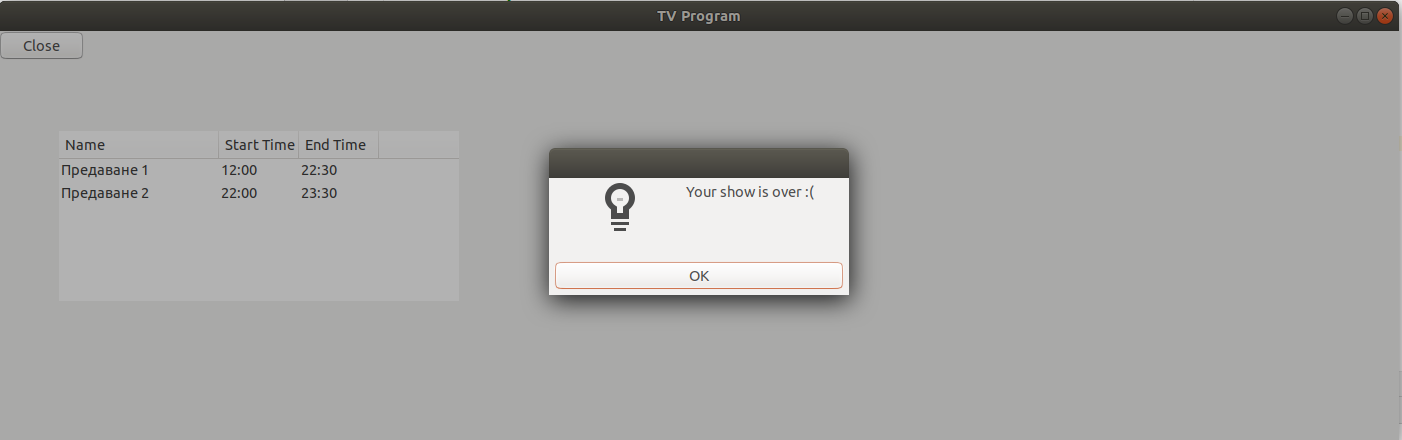 TV Program
Close
Name Start Time End Time
Предаване 1 12:00 22:30
Предаване 2 22:00 23:30
Your show is over :(
OK